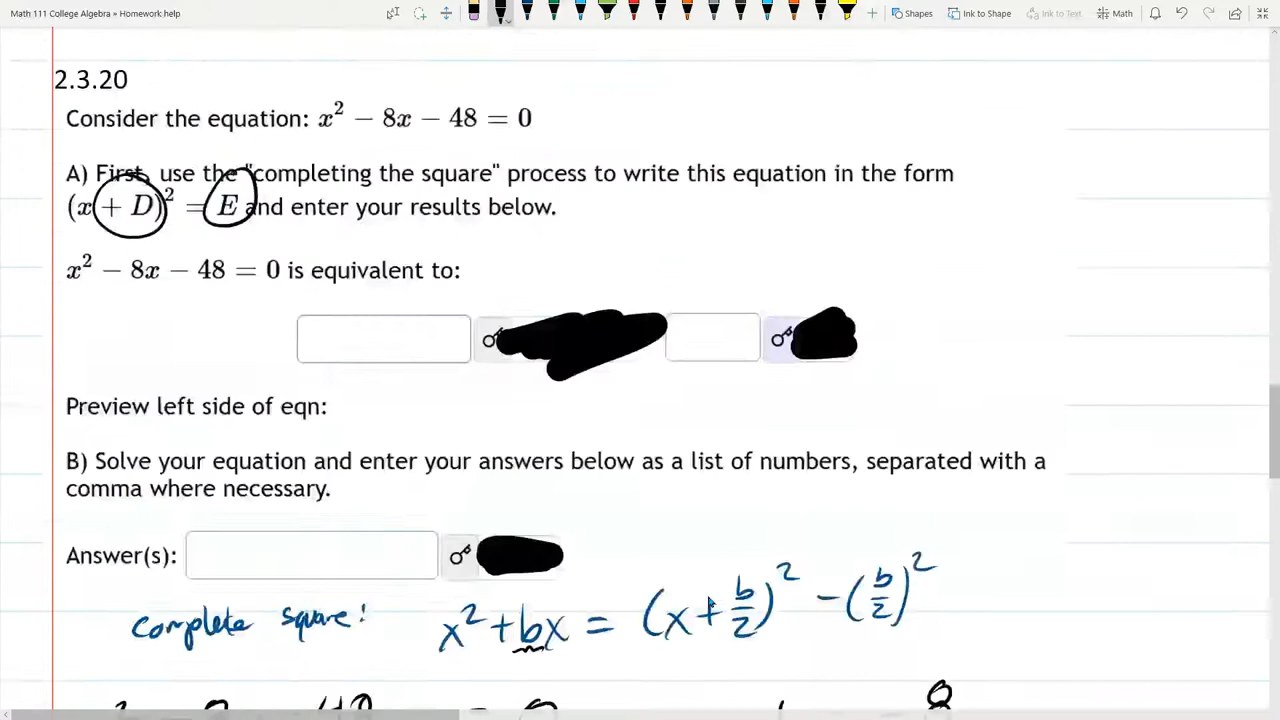 Math 111 College Algebra » Homework.help
Shapes Ink to Shape Ink to Text Math
2.3.20
Consider the equation: x² − 8x − 48 = 0
A) First, use the "completing the square" process to write this equation in the form
(x + D)² = E and enter your results below.
x² − 8x − 48 = 0 is equivalent to:
Preview left side of eqn:
B) Solve your equation and enter your answers below as a list of numbers, separated with a
comma where necessary.
Answer(s):
complete square! x² + bx = (x + b/2)² − (b/2)²